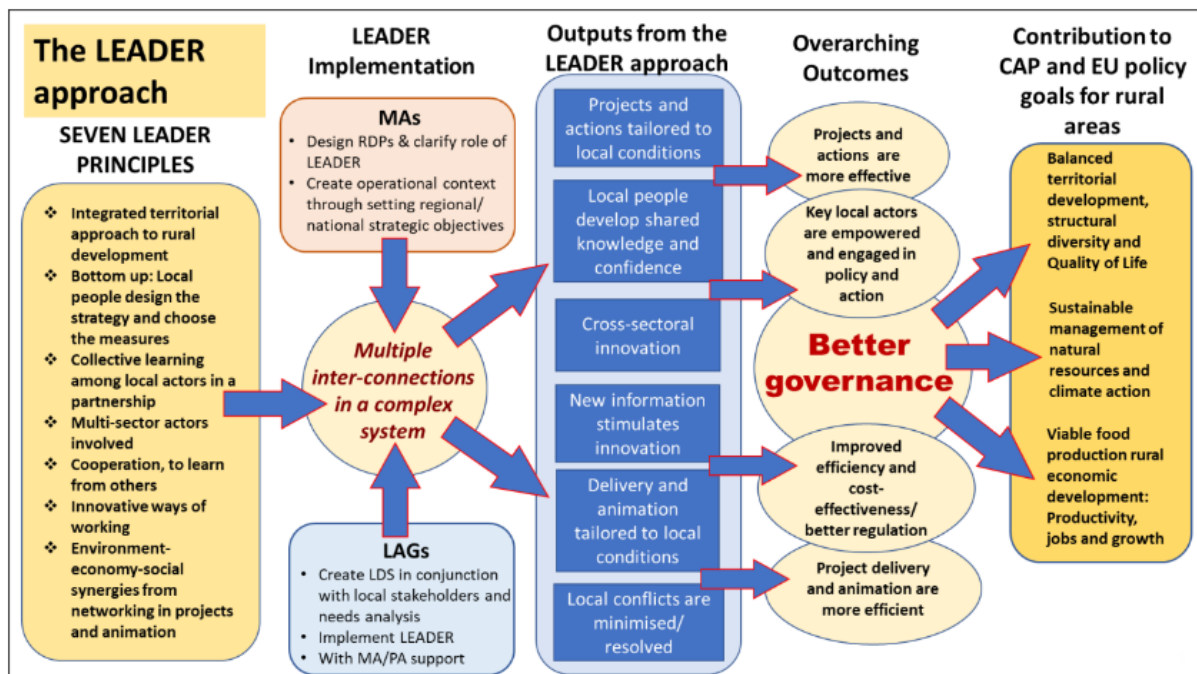 The LEADER
approach
SEVEN LEADER
PRINCIPLES
❖ Integrated territorial
approach to rural
development
❖ Bottom up: Local
people design the
strategy and choose
the measures
❖ Collective learning
among local actors in a
partnership
❖ Multi-sector actors
involved
❖ Cooperation, to learn
from others
❖ Innovative ways of
working
❖ Environment-
economy-social
synergies from
networking in projects
and animation
LEADER
Implementation
MAs
• Design RDPs & clarify role of
LEADER
• Create operational context
through setting regional/
national strategic objectives
Multiple
inter-connections
in a complex
system
LAGs
• Create LDS in conjunction
with local stakeholders and
needs analysis
• Implement LEADER
• With MA/PA support
Outputs from the
LEADER approach
Projects and
actions tailored to
local conditions
Local people
develop shared
knowledge and
confidence
Cross-sectoral
innovation
New information
stimulates
innovation
Delivery and
animation
tailored to local
conditions
Local conflicts are
minimised/
resolved
Overarching
Outcomes
Projects and
actions are
more effective
Key local actors
are empowered
and engaged in
policy and
action
Better
governance
Improved
efficiency and
cost-
effectiveness/
better regulation
Project delivery
and animation are
more efficient
Contribution to
CAP and EU policy
goals for rural
areas
Balanced
territorial
development,
structural
diversity and
Quality of Life
Sustainable
management of
natural
resources and
climate action
Viable food
production rural
economic
development:
Productivity,
jobs and growth